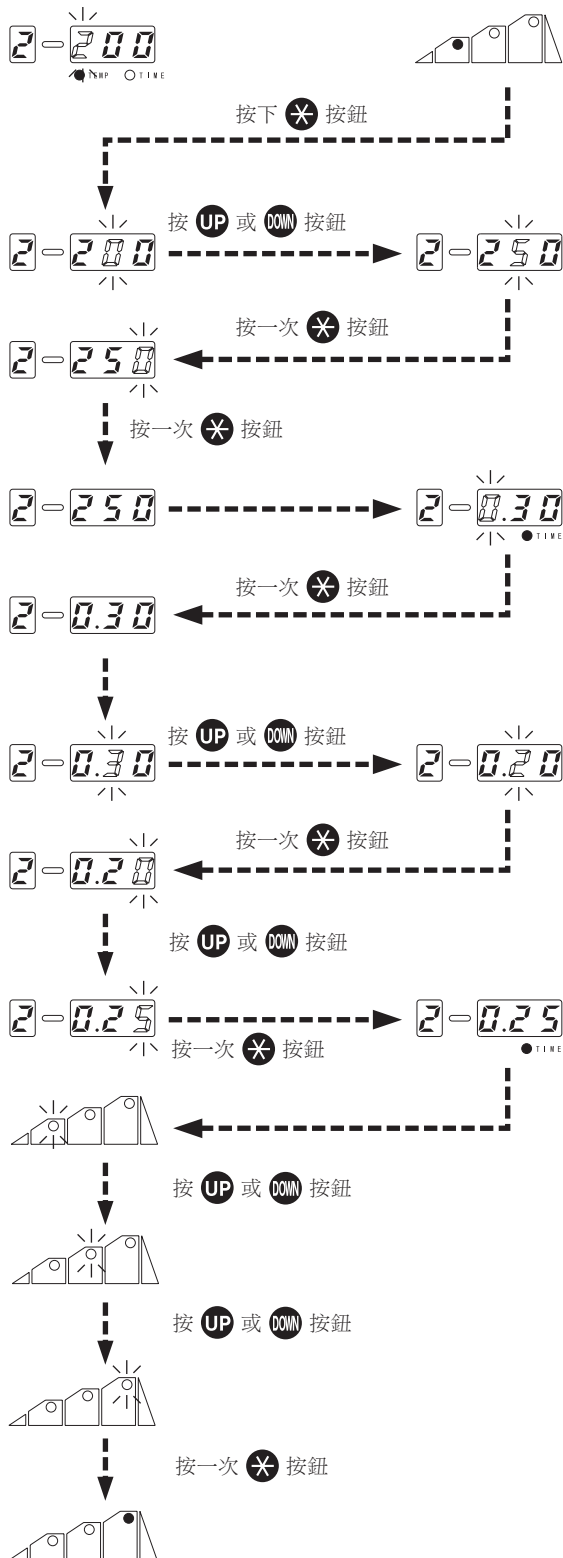 2-200
TEMP TIME
按下 按鈕
按 UP 或 DOWN 按鈕
2-200 2-250
按一次 按鈕
2-250
按一次 按鈕
2-250 2-0.30
TIME
按一次 按鈕
2-0.30
按 UP 或 DOWN 按鈕
2-0.30 2-0.20
按一次 按鈕
2-0.20
按 UP 或 DOWN 按鈕
2-0.25 2-0.25
按一次 按鈕 TIME
按 UP 或 DOWN 按鈕
按 UP 或 DOWN 按鈕
按一次 按鈕